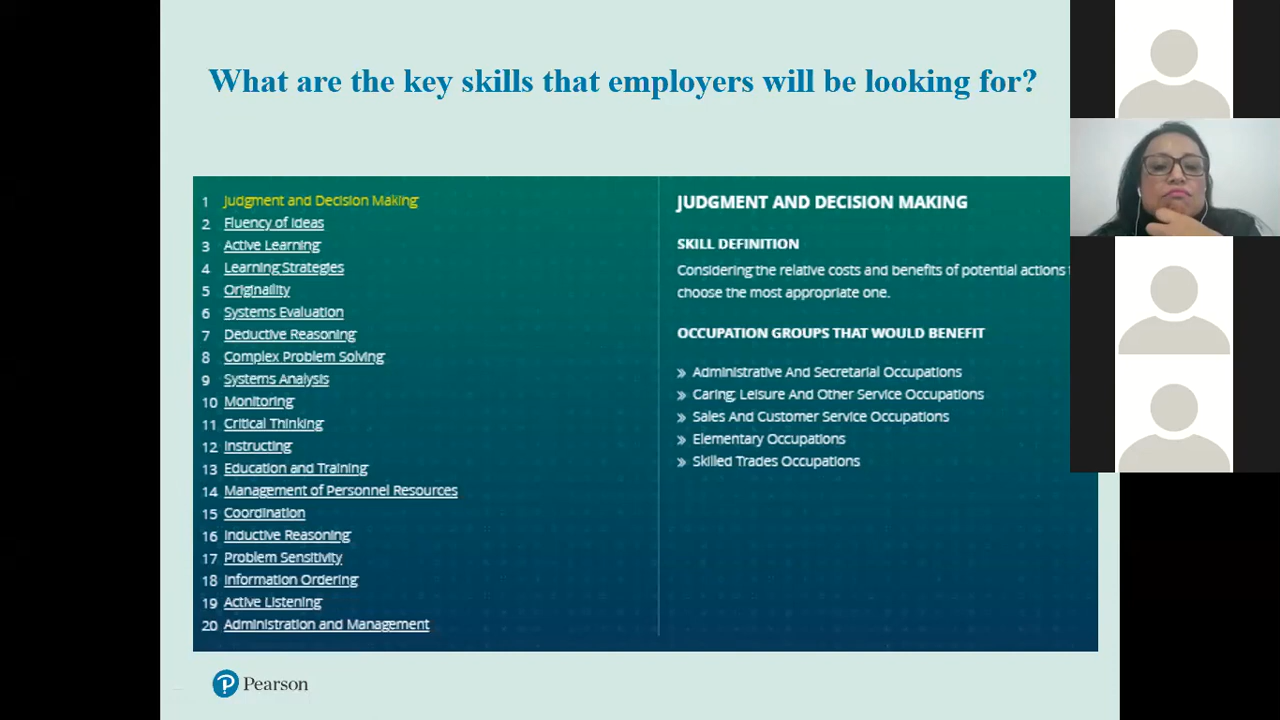 What are the key skills that employers will be looking for?
1 Judgment and Decision Making
2 Fluency of Ideas
3 Active Learning
4 Learning Strategies
5 Originality
6 Systems Evaluation
7 Deductive Reasoning
8 Complex Problem Solving
9 Systems Analysis
10 Monitoring
11 Critical Thinking
12 Instructing
13 Education and Training
14 Management of Personnel Resources
15 Coordination
16 Inductive Reasoning
17 Problem Sensitivity
18 Information Ordering
19 Active Listening
20 Administration and Management
JUDGMENT AND DECISION MAKING
SKILL DEFINITION
Considering the relative costs and benefits of potential actions
choose the most appropriate one.
OCCUPATION GROUPS THAT WOULD BENEFIT
» Administrative And Secretarial Occupations
» Caring, Leisure And Other Service Occupations
» Sales And Customer Service Occupations
» Elementary Occupations
» Skilled Trades Occupations
P Pearson